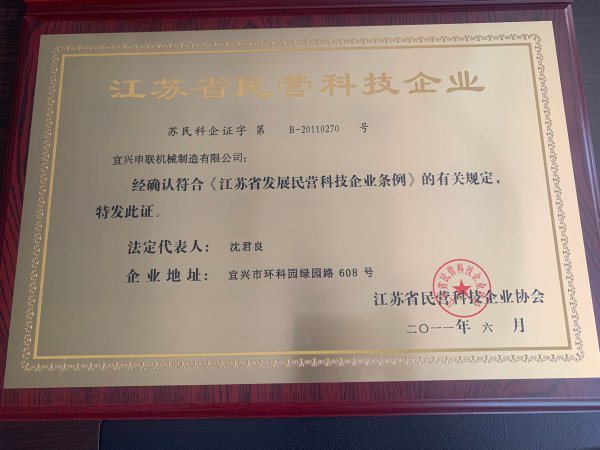 江苏省民营科技企业
苏民科企证字 第 B-20110270 号
宜兴申联机械制造有限公司：
经确认符合《江苏省发展民营科技企业条例》的有关规定，
特发此证。
法定代表人： 沈君良
企业地址： 宜兴市环科园绿园路 608 号
江苏省民营科技企业协会
二〇一一年 六 月